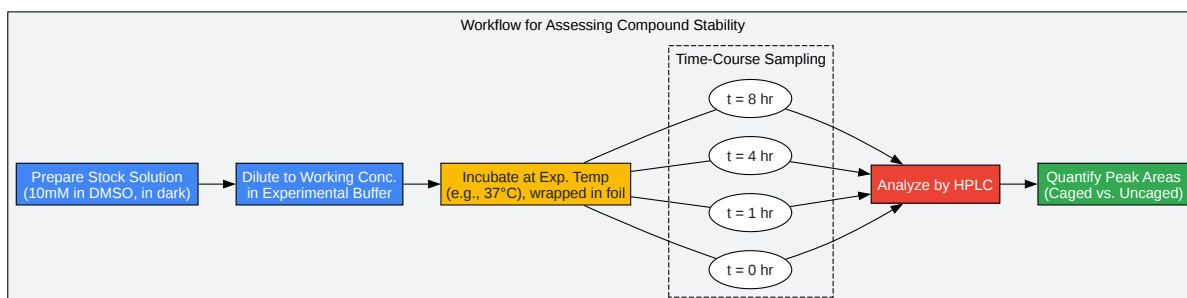 Workflow for Assessing Compound Stability
Time-Course Sampling
Prepare Stock Solution
(10mM in DMSO, in dark)
Dilute to Working Conc.
in Experimental Buffer
Incubate at Exp. Temp
(e.g., 37°C), wrapped in foil
t = 8 hr
t = 4 hr
t = 1 hr
t = 0 hr
Analyze by HPLC
Quantify Peak Areas
(Caged vs. Uncaged)